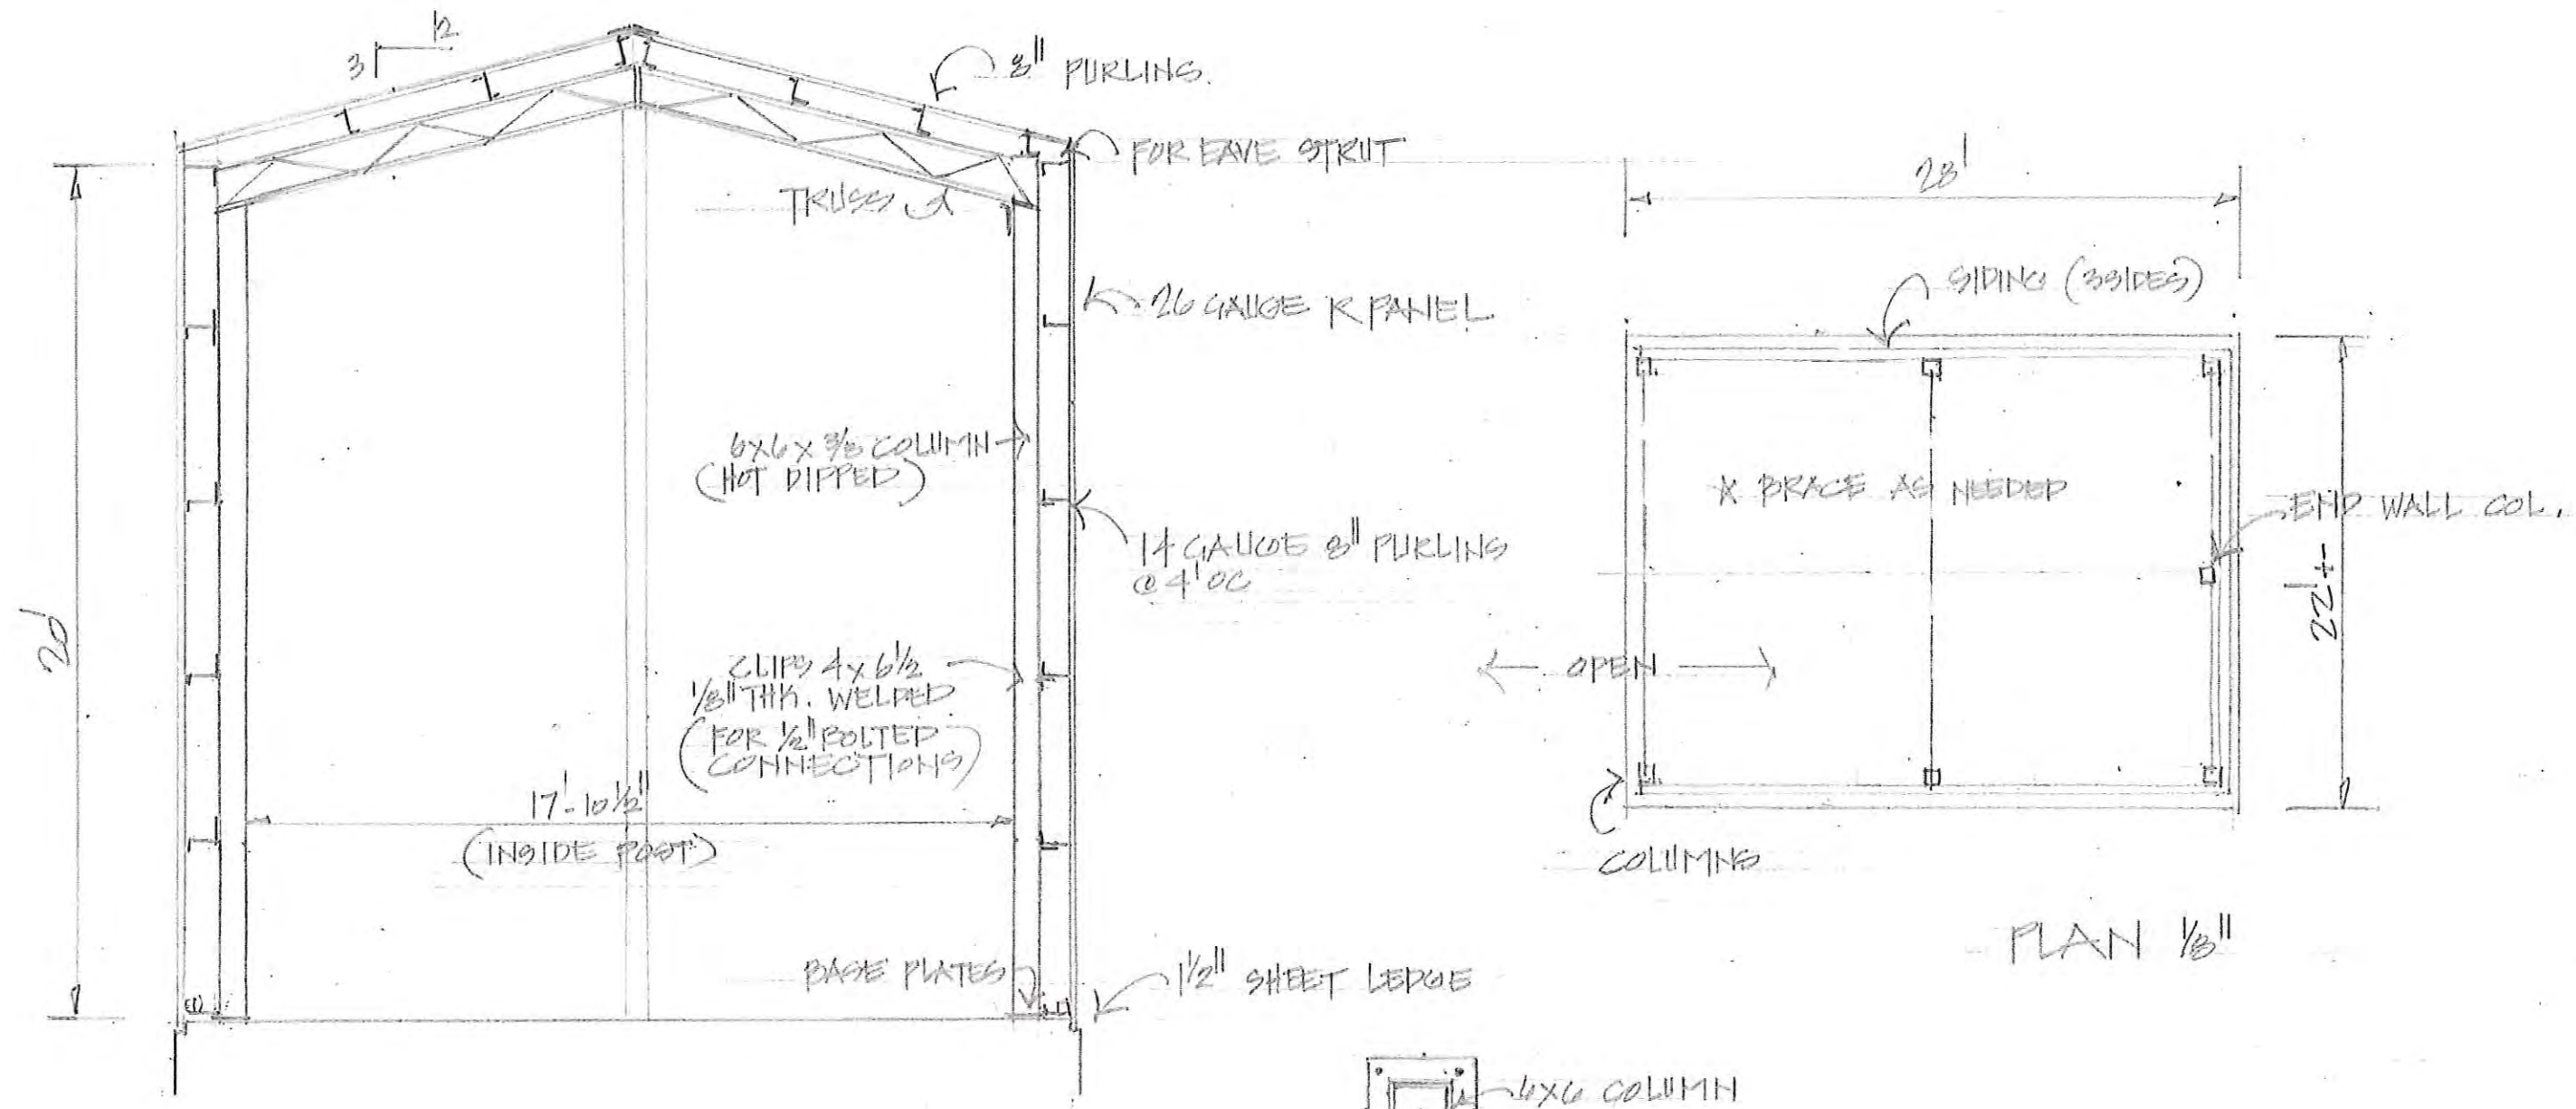 12
3
8" PURLINS.
FOR EAVE STRUT
TRUSS
26 GAUGE R PANEL
6x6x 3/8 COLUMN
(HOT DIPPED)
14 GAUGE 8" PURLINS
@ 4' OC
20'
CLIPS 4x6 1/2
1/8" THK. WELDED
(FOR 1/2" BOLTED
CONNECTIONS)
17'-10 1/2"
(INSIDE POST)
BASE PLATES
1 1/2" SHEET LEDGE
6x6 COLUMN
28'
SIDING (3 SIDES)
X BRACE AS NEEDED
END WALL COL.
22' +-
OPEN
COLUMNS
PLAN 1/8"